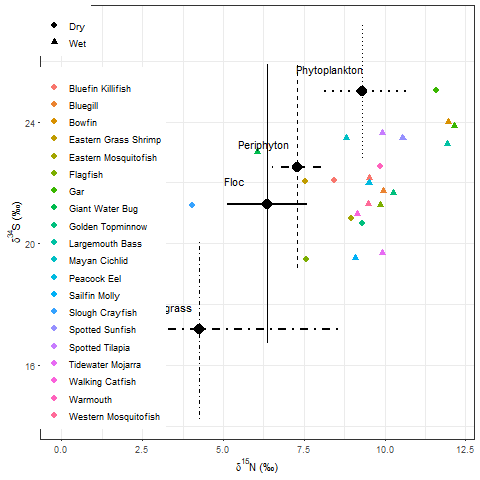 Dry
Wet
Bluefin Killifish
Bluegill
Bowfin
Eastern Grass Shrimp
Eastern Mosquitofish
Flagfish
Gar
Giant Water Bug
Golden Topminnow
Largemouth Bass
Mayan Cichlid
Peacock Eel
Sailfin Molly
Slough Crayfish
Spotted Sunfish
Spotted Tilapia
Tidewater Mojarra
Walking Catfish
Warmouth
Western Mosquitofish
Phytoplankton
Periphyton
Floc
grass
24
20
16
δ³⁴S (‰)
0.0 2.5 5.0 7.5 10.0 12.5
δ¹⁵N (‰)